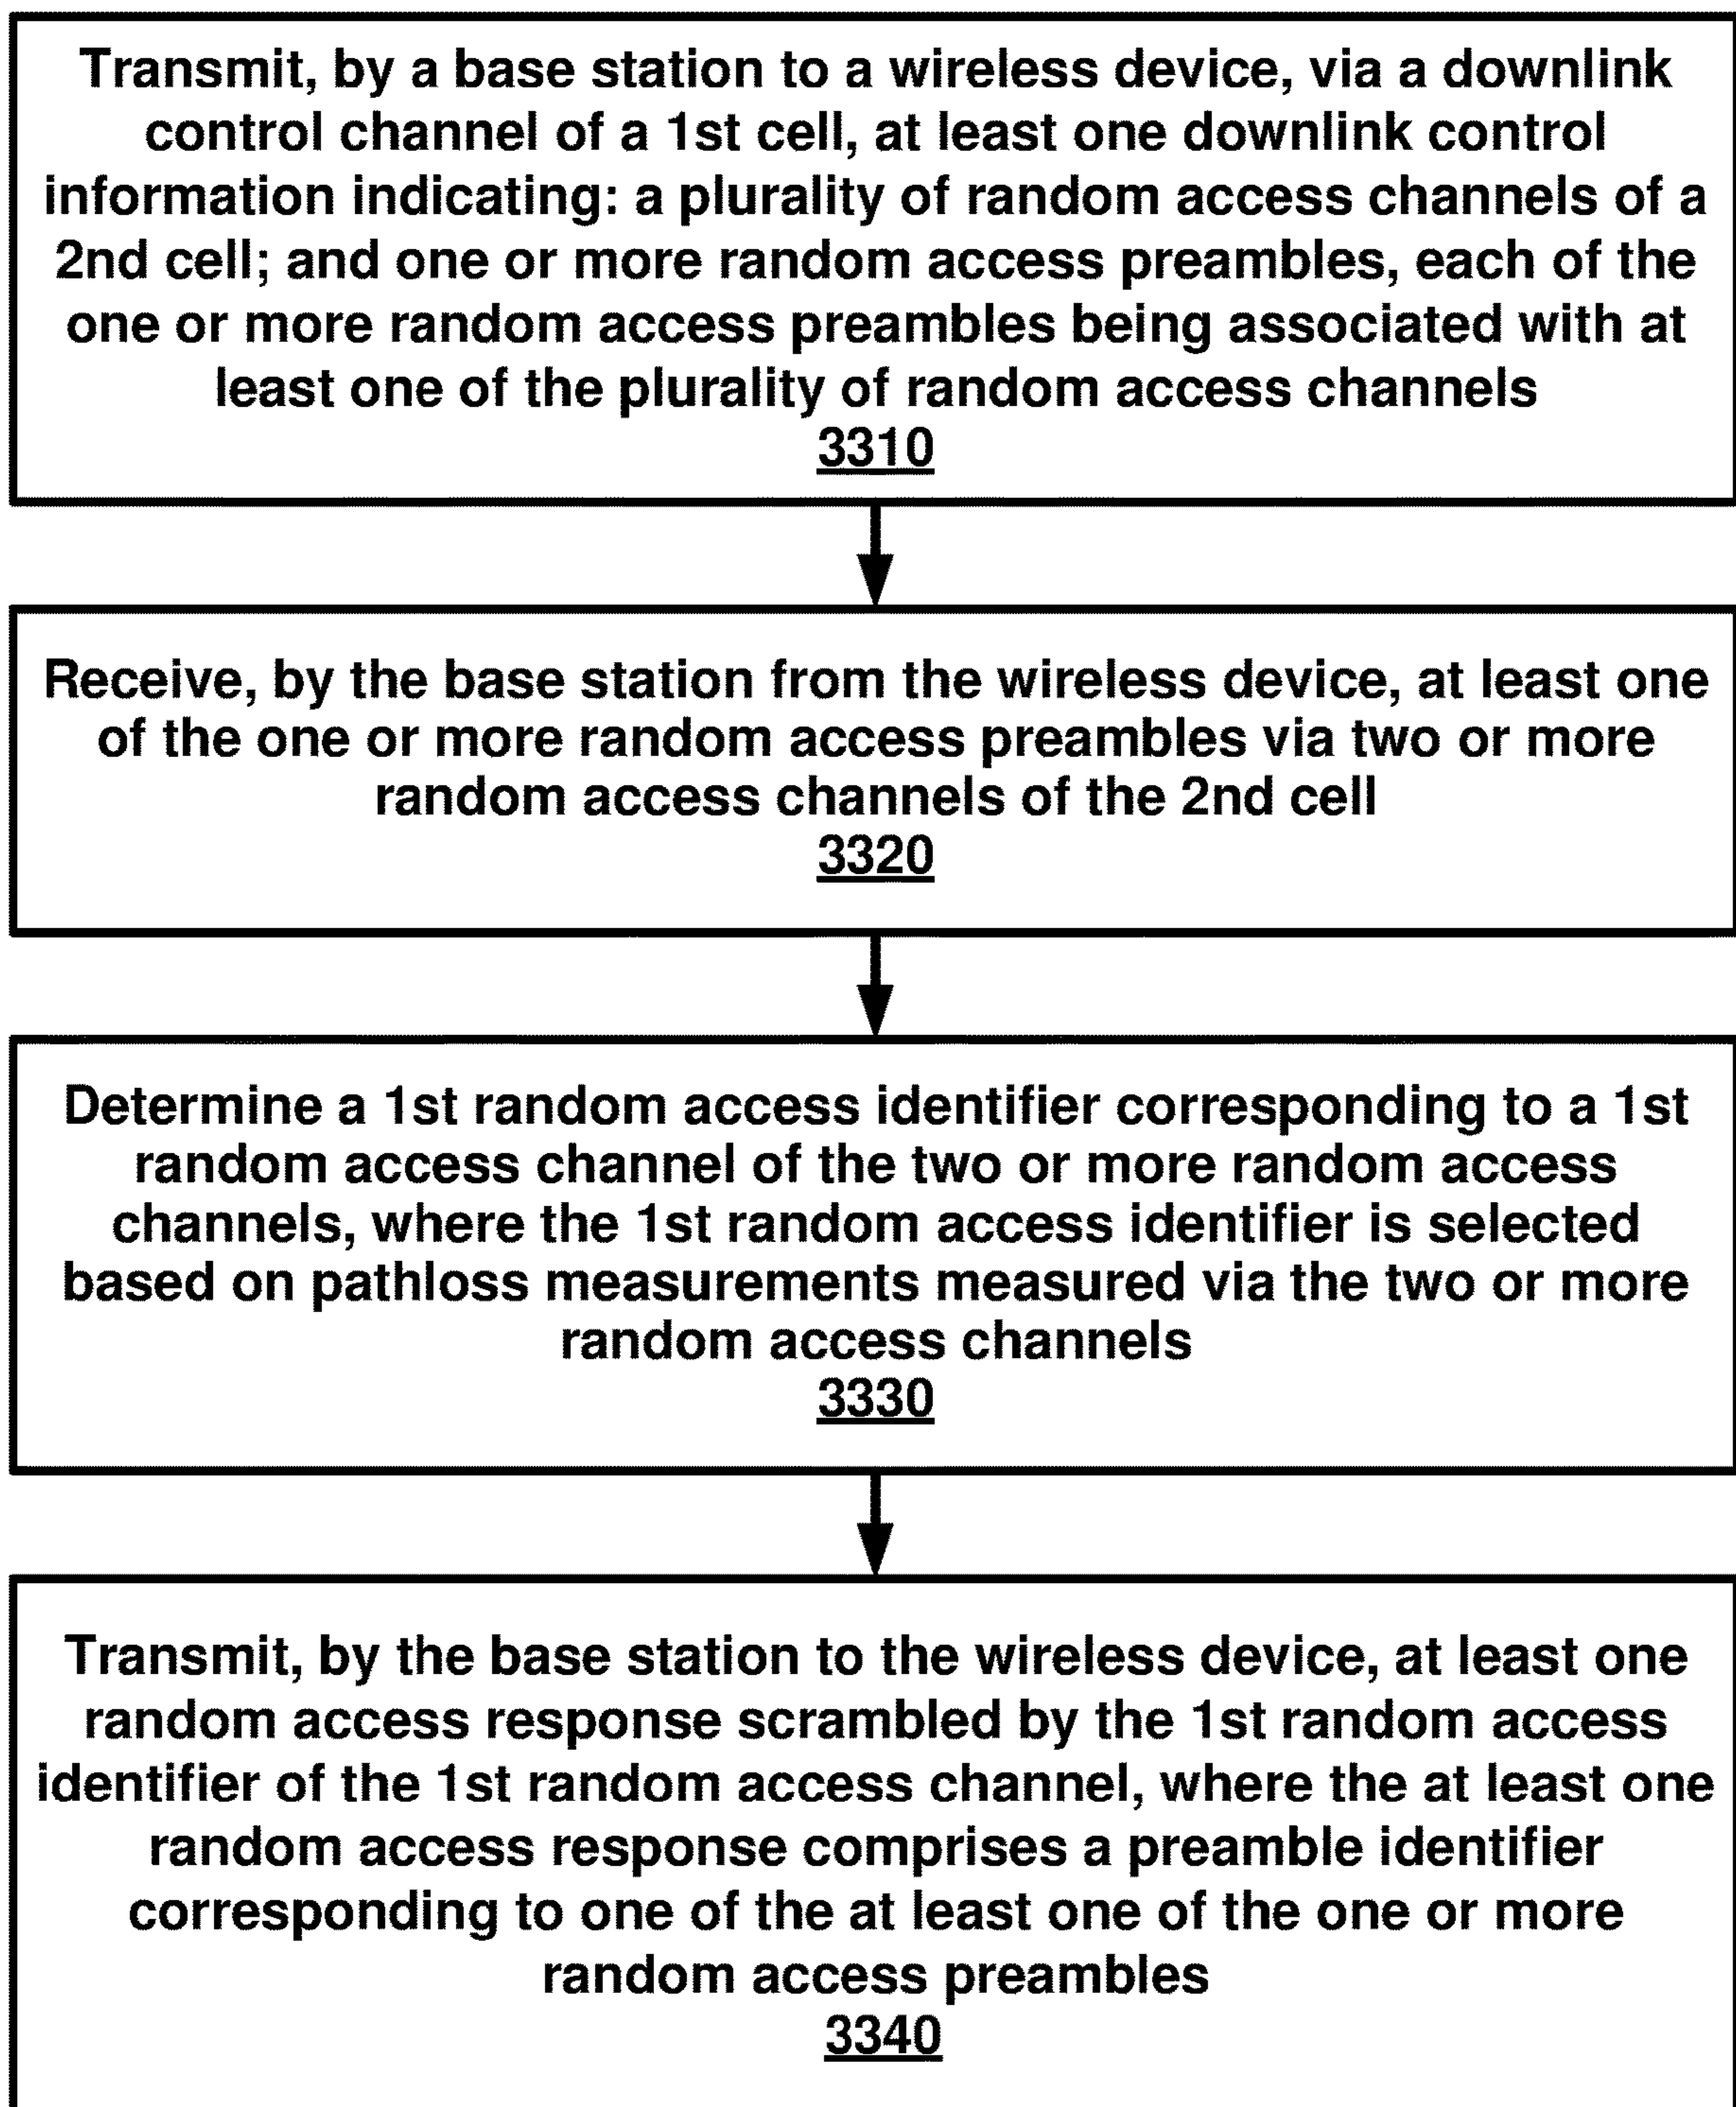 Transmit, by a base station to a wireless device, via a downlink
control channel of a 1st cell, at least one downlink control
information indicating: a plurality of random access channels of a
2nd cell; and one or more random access preambles, each of the
one or more random access preambles being associated with at
least one of the plurality of random access channels
3310
Receive, by the base station from the wireless device, at least one
of the one or more random access preambles via two or more
random access channels of the 2nd cell
3320
Determine a 1st random access identifier corresponding to a 1st
random access channel of the two or more random access
channels, where the 1st random access identifier is selected
based on pathloss measurements measured via the two or more
random access channels
3330
Transmit, by the base station to the wireless device, at least one
random access response scrambled by the 1st random access
identifier of the 1st random access channel, where the at least one
random access response comprises a preamble identifier
corresponding to one of the at least one of the one or more
random access preambles
3340